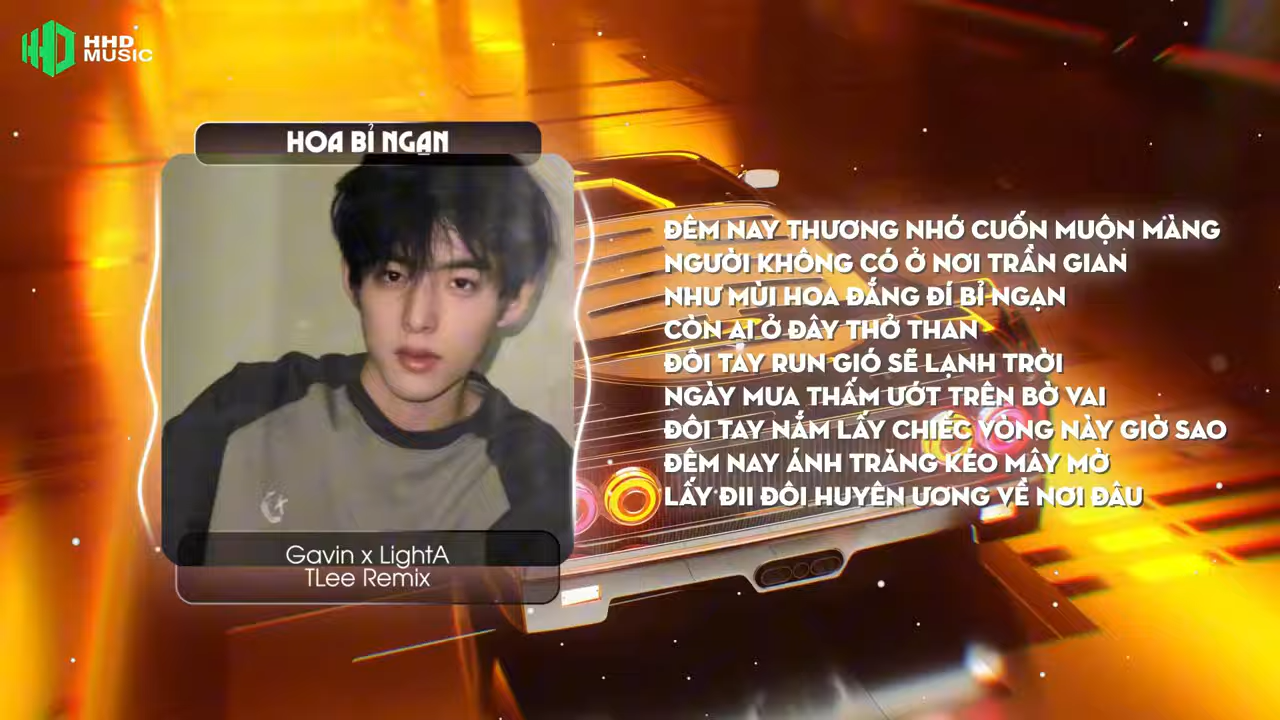 HHD
MUSIC
HOA BỈ NGẠN
ĐÊM NAY THƯƠNG NHỚ CUỐN MUỘN MÀNG
NGƯỜI KHÔNG CÓ Ở NƠI TRẦN GIAN
NHƯ MÙI HOA ĐẮNG ĐÍ BỈ NGẠN
CÒN AI Ở ĐÂY THỞ THAN
ĐÔI TAY RUN GIÓ SẼ LẠNH TRỜI
NGÀY MƯA THẤM ƯỚT TRÊN BỜ VAI
ĐÔI TAY NẮM LẤY CHIẾC VÒNG NÀY GIỜ SAO
ĐÊM NAY ÁNH TRĂNG KÉO MÂY MỜ
LẤY ĐII ĐÔI HUYÊN ƯƠNG VỀ NƠI ĐÂU
Gavin x LightA
TLee Remix